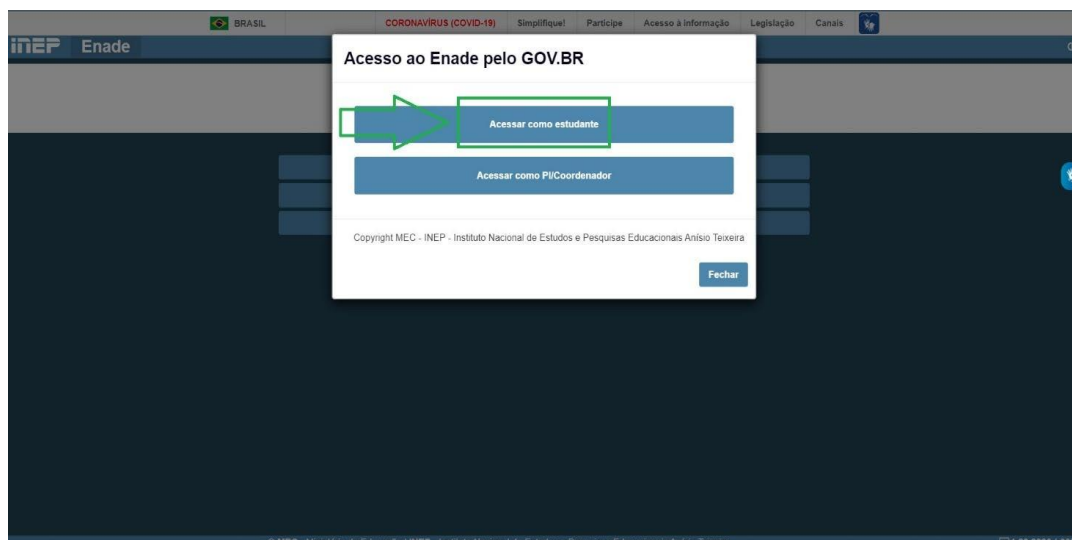 BRASIL CORONAVÍRUS (COVID-19) Simplifique! Participe Acesso à informação Legislação Canais
inep Enade
Acesso ao Enade pelo GOV.BR
Acessar como estudante
Acessar como PI/Coordenador
Copyright MEC - INEP - Instituto Nacional de Estudos e Pesquisas Educacionais Anísio Teixeira
Fechar